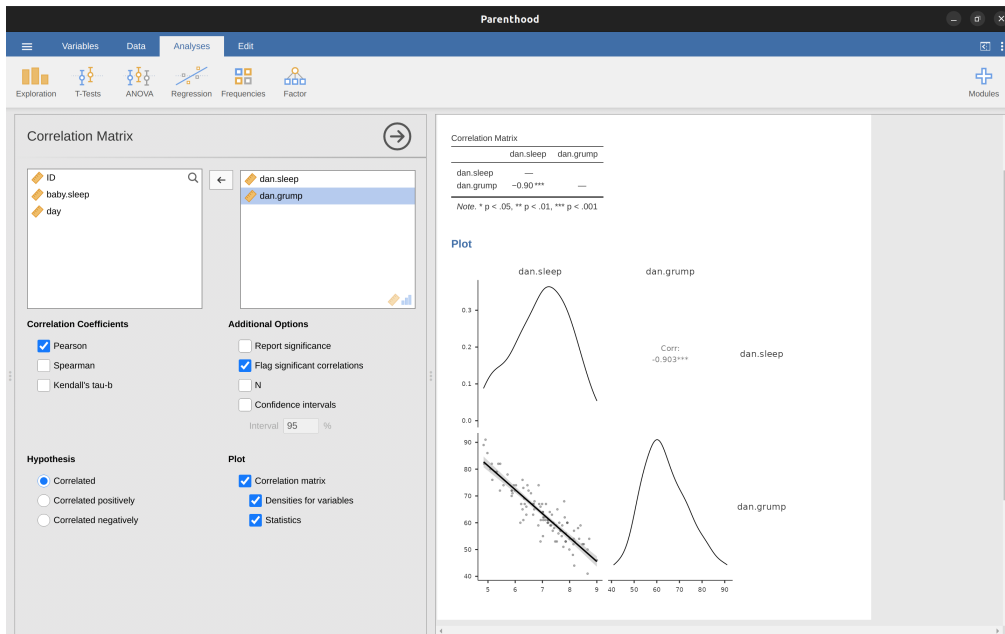 Parenthood
Variables Data Analyses Edit
Exploration T-Tests ANOVA Regression Frequencies Factor Modules
Correlation Matrix
ID
baby.sleep
day
dan.sleep
dan.grump
Correlation Coefficients
Pearson
Spearman
Kendall's tau-b
Additional Options
Report significance
Flag significant correlations
N
Confidence intervals
Interval 95 %
Hypothesis
Correlated
Correlated positively
Correlated negatively
Plot
Correlation matrix
Densities for variables
Statistics
Correlation Matrix
dan.sleep dan.grump
dan.sleep —
dan.grump −0.90 *** —
Note. * p < .05, ** p < .01, *** p < .001
Plot
dan.sleep dan.grump
0.3
0.2
0.1
0.0
Corr:
-0.903***
dan.sleep
90
80
70
60
50
40
dan.grump
5 6 7 8 9 40 50 60 70 80 90